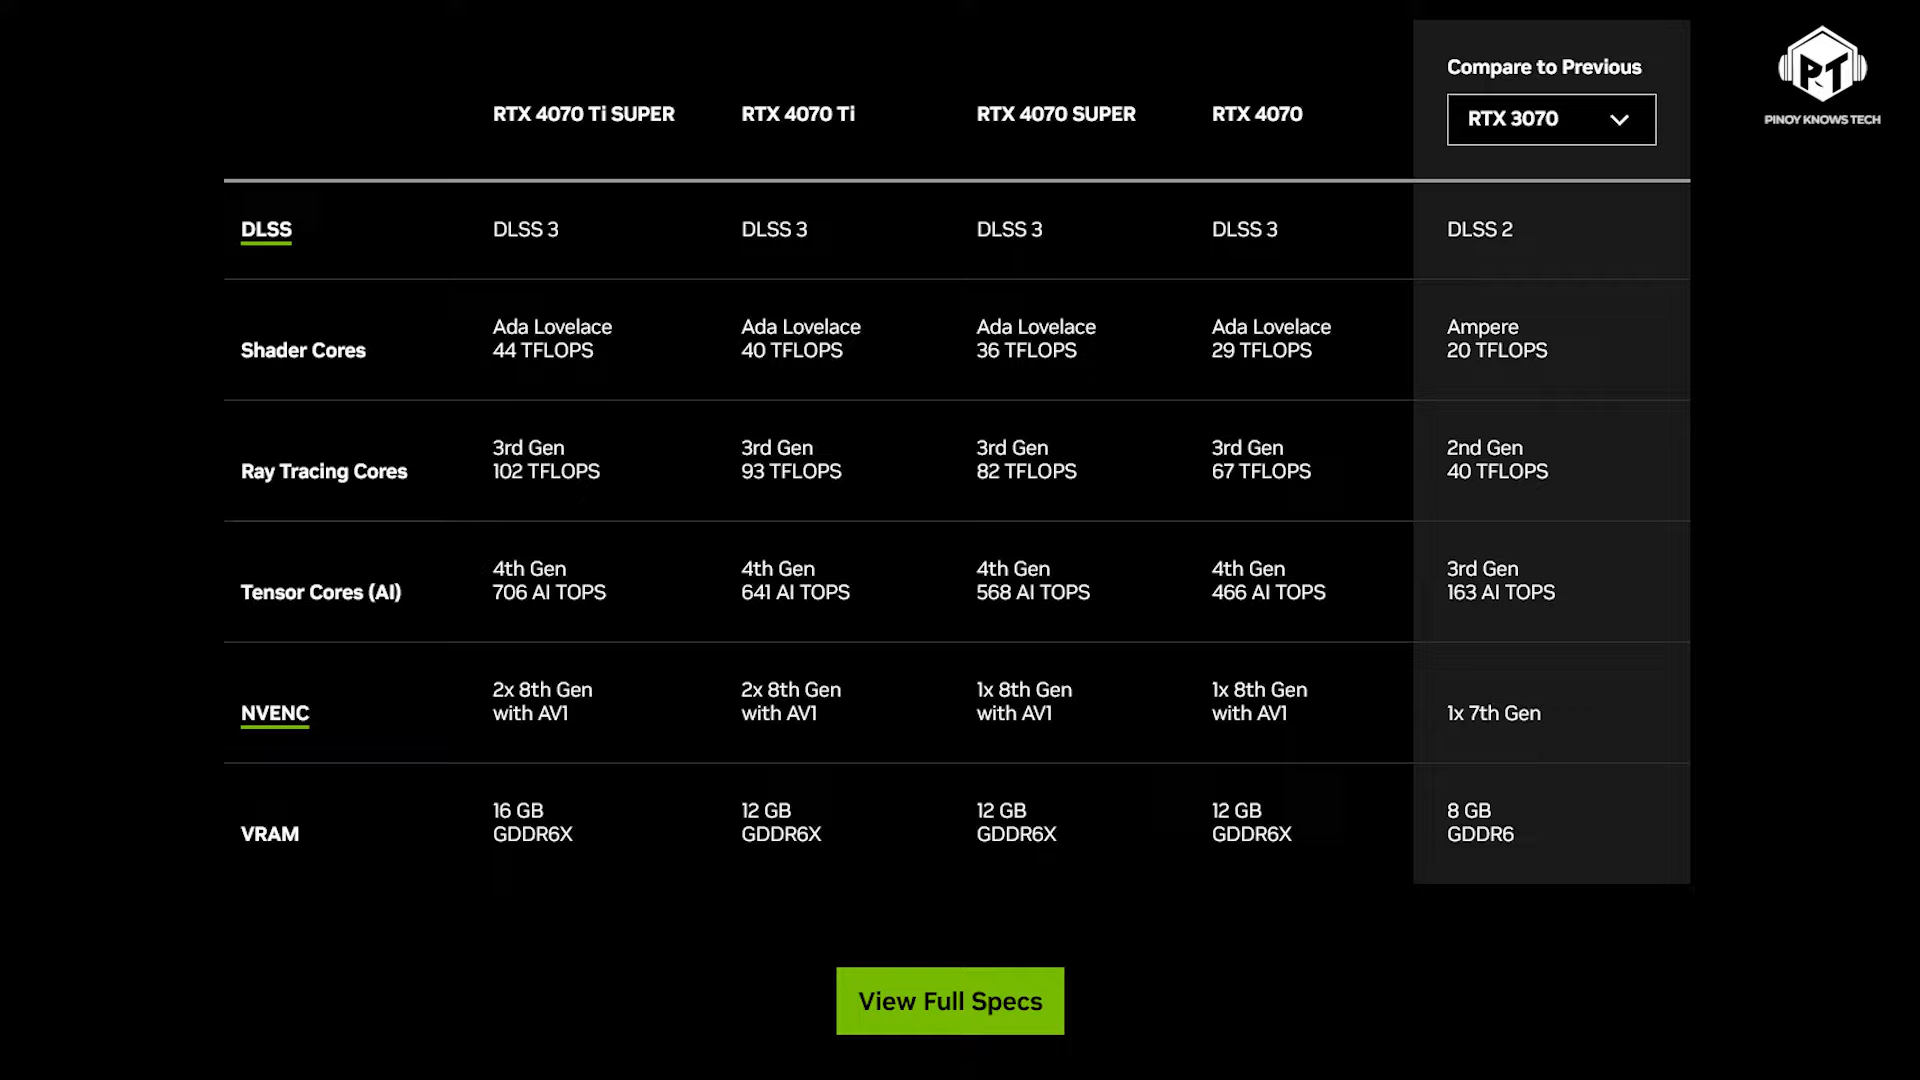 PT
PINOY KNOWS TECH
Compare to Previous
RTX 4070 Ti SUPER RTX 4070 Ti RTX 4070 SUPER RTX 4070 RTX 3070
DLSS DLSS 3 DLSS 3 DLSS 3 DLSS 3 DLSS 2
Shader Cores
Ada Lovelace Ada Lovelace Ada Lovelace Ada Lovelace Ampere
44 TFLOPS 40 TFLOPS 36 TFLOPS 29 TFLOPS 20 TFLOPS
Ray Tracing Cores
3rd Gen 3rd Gen 3rd Gen 3rd Gen 2nd Gen
102 TFLOPS 93 TFLOPS 82 TFLOPS 67 TFLOPS 40 TFLOPS
Tensor Cores (AI)
4th Gen 4th Gen 4th Gen 4th Gen 3rd Gen
706 AI TOPS 641 AI TOPS 568 AI TOPS 466 AI TOPS 163 AI TOPS
NVENC
2x 8th Gen 2x 8th Gen 1x 8th Gen 1x 8th Gen
with AV1 with AV1 with AV1 with AV1 1x 7th Gen
VRAM
16 GB 12 GB 12 GB 12 GB 8 GB
GDDR6X GDDR6X GDDR6X GDDR6X GDDR6
View Full Specs